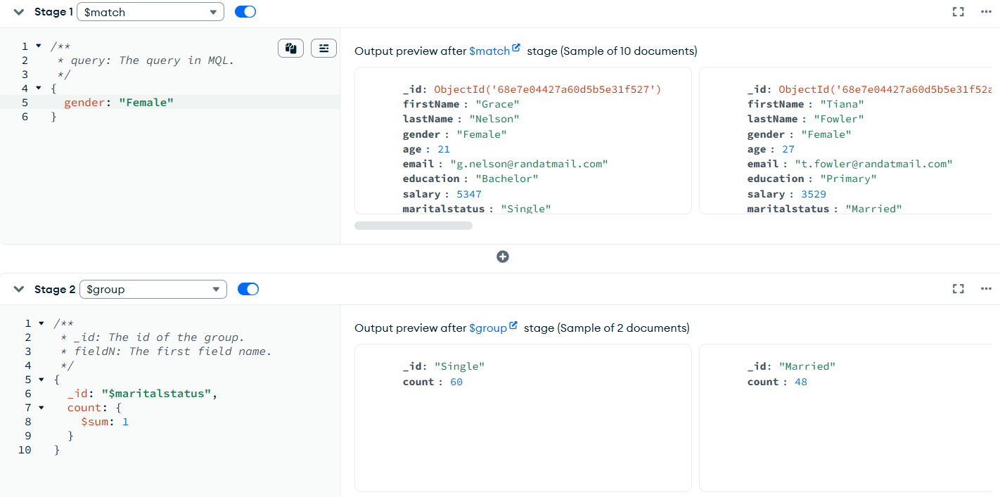 Stage 1 $match
1 /**
2 * query: The query in MQL.
3 */
4 {
5 gender: "Female"
6 }
Output preview after $match stage (Sample of 10 documents)
_id: ObjectId('68e7e04427a60d5b5e31f527')
firstName : "Grace"
lastName : "Nelson"
gender : "Female"
age : 21
email : "g.nelson@randatmail.com"
education : "Bachelor"
salary : 5347
maritalstatus : "Single"
_id: ObjectId('68e7e04427a60d5b5e31f52a
firstName : "Tiana"
lastName : "Fowler"
gender : "Female"
age : 27
email : "t.fowler@randatmail.com"
education : "Primary"
salary : 3529
maritalstatus : "Married"
Stage 2 $group
1 /**
2 * _id: The id of the group.
3 * fieldN: The first field name.
4 */
5 {
6 _id: "$maritalstatus",
7 count: {
8 $sum: 1
9 }
10 }
Output preview after $group stage (Sample of 2 documents)
_id: "Single"
count : 60
_id: "Married"
count : 48